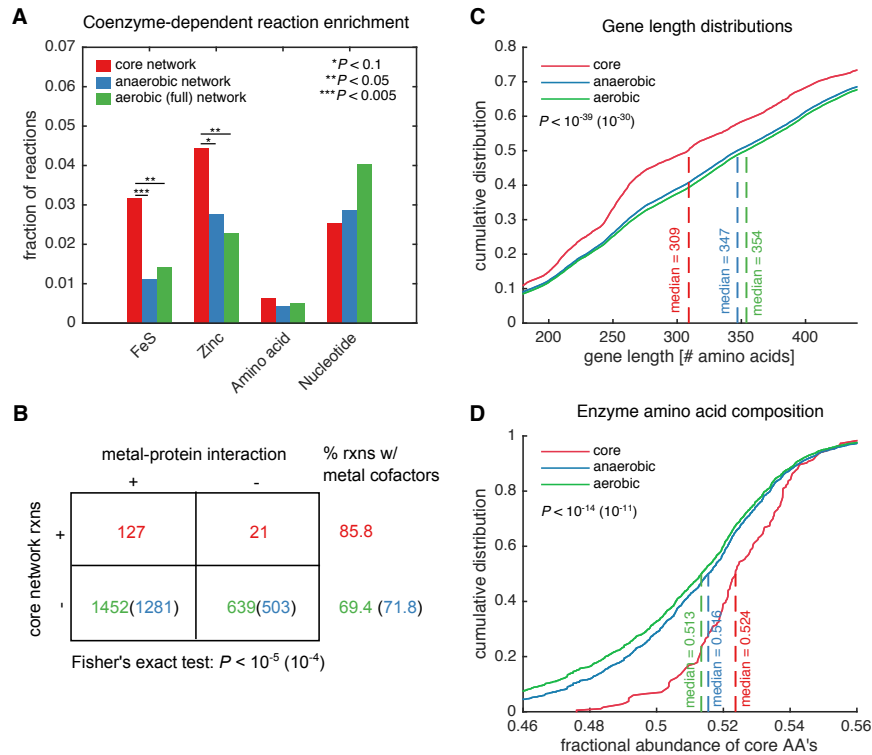 A
Coenzyme-dependent reaction enrichment
fraction of reactions
0.07
0.06
0.05
0.04
0.03
0.02
0.01
0
core network
anaerobic network
aerobic (full) network
*P < 0.1
**P < 0.05
***P < 0.005
**
***
**
*
FeS
Zinc
Amino acid
Nucleotide
B
metal-protein interaction
% rxns w/
metal cofactors
+
-
core network rxns
+
127
21
85.8
-
1452(1281)
639(503)
69.4 (71.8)
Fisher's exact test: P < 10⁻⁵ (10⁻⁴)
C
Gene length distributions
cumulative distribution
0.8
0.7
0.6
0.5
0.4
0.3
0.2
0.1
0
core
anaerobic
aerobic
P < 10⁻³⁹ (10⁻³⁰)
median = 309
median = 347
median = 354
200
250
300
350
400
gene length [# amino acids]
D
Enzyme amino acid composition
cumulative distribution
1
0.8
0.6
0.4
0.2
0
core
anaerobic
aerobic
P < 10⁻¹⁴ (10⁻¹¹)
median = 0.513
median = 0.516
median = 0.524
0.46
0.48
0.5
0.52
0.54
0.56
fractional abundance of core AA's